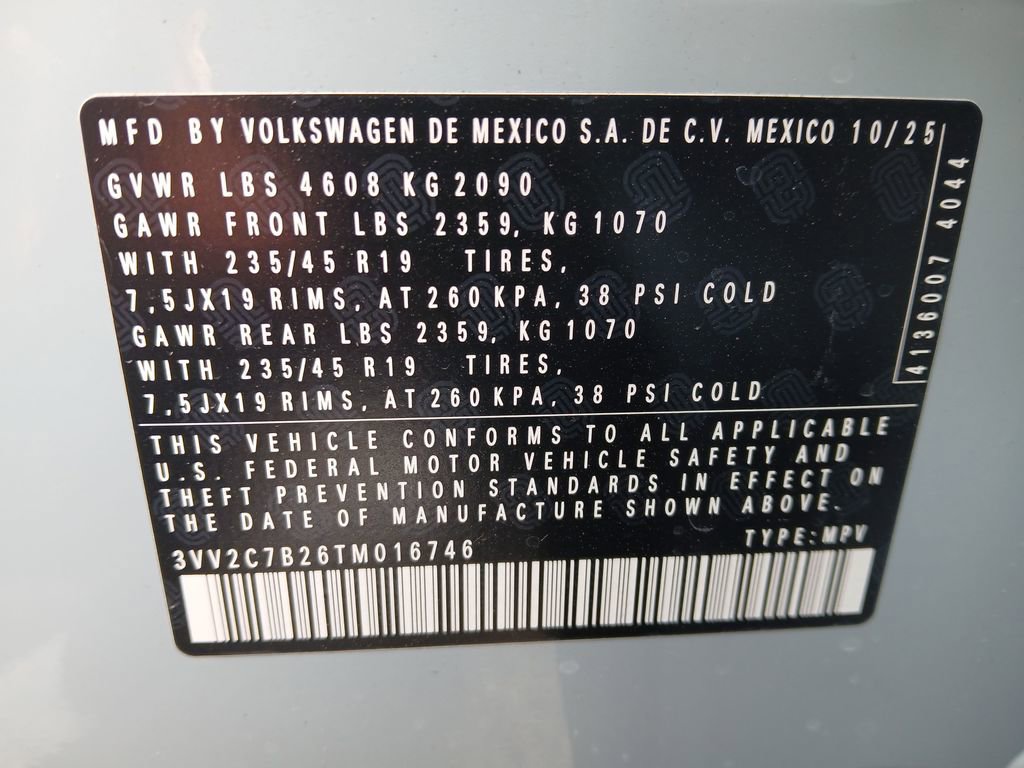 MFD BY VOLKSWAGEN DE MEXICO S.A. DE C.V. MEXICO 10/25
GVWR LBS 4608 KG 2090
GAWR FRONT LBS 2359, KG 1070
WITH 235/45 R19 TIRES,
7,5JX19 RIMS, AT 260 KPA, 38 PSI COLD
GAWR REAR LBS 2359, KG 1070
WITH 235/45 R19 TIRES,
7,5JX19 RIMS, AT 260 KPA, 38 PSI COLD
4136007 4044
THIS VEHICLE CONFORMS TO ALL APPLICABLE
U.S. FEDERAL MOTOR VEHICLE SAFETY AND
THEFT PREVENTION STANDARDS IN EFFECT ON
THE DATE OF MANUFACTURE SHOWN ABOVE.
3VV2C7B26TM016746 TYPE: MPV